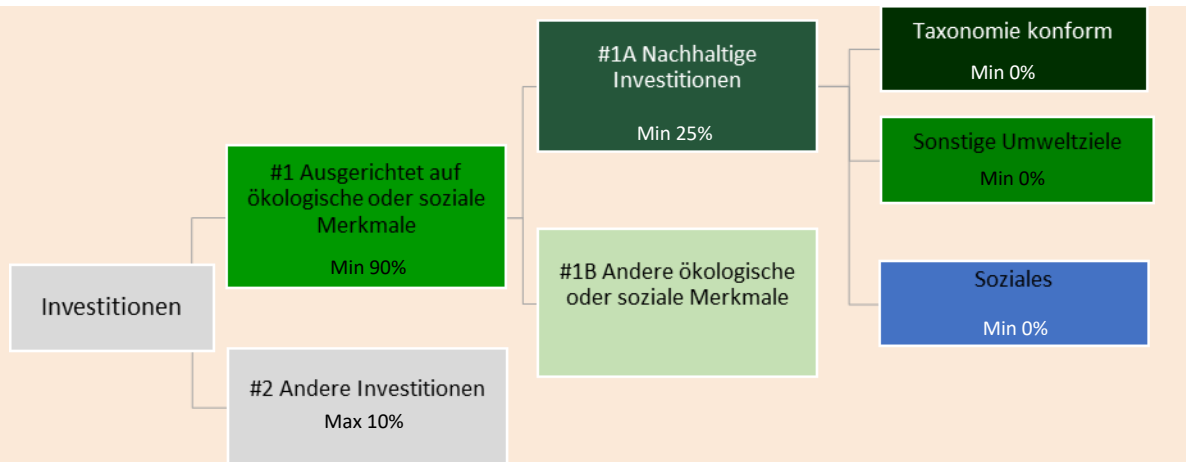 Investitionen
#1 Ausgerichtet auf
ökologische oder soziale
Merkmale
Min 90%
#2 Andere Investitionen
Max 10%
#1A Nachhaltige
Investitionen
Min 25%
#1B Andere ökologische
oder soziale Merkmale
Taxonomie konform
Min 0%
Sonstige Umweltziele
Min 0%
Soziales
Min 0%